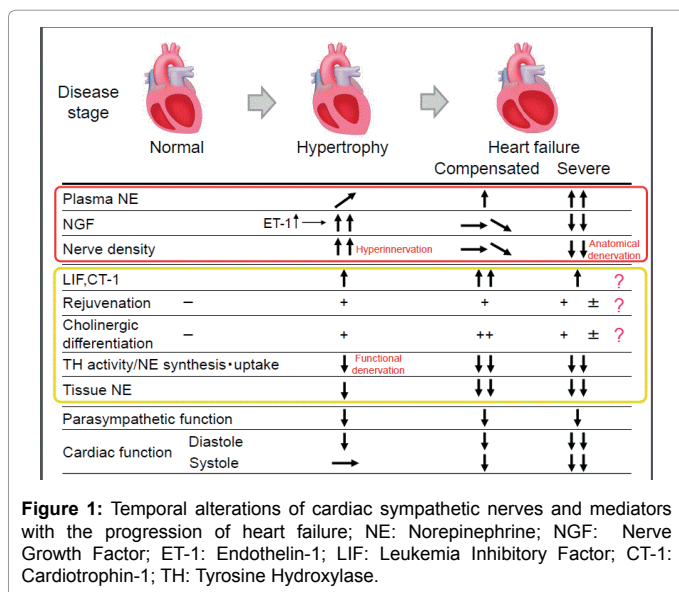 Disease
stage
Normal
Hypertrophy
Heart failure
Compensated Severe
Plasma NE ↗ ↑ ↑↑
NGF ET-1↑ → ↑↑ →↘ ↓↓
Nerve density ↑↑ Hyperinnervation →↘ ↓↓ Anatomical
denervation
LIF,CT-1 ↑ ↑↑ ↑ ?
Rejuvenation − + + + ± ?
Cholinergic
differentiation − + ++ + ± ?
TH activity/NE synthesis・uptake ↓ Functional
denervation ↓↓ ↓↓
Tissue NE ↓ ↓↓ ↓↓
Parasympathetic function ↓ ↓ ↓
Cardiac function Diastole ↓ ↓ ↓↓
Systole → ↓ ↓↓
Figure 1: Temporal alterations of cardiac sympathetic nerves and mediators
with the progression of heart failure; NE: Norepinephrine; NGF: Nerve
Growth Factor; ET-1: Endothelin-1; LIF: Leukemia Inhibitory Factor; CT-1:
Cardiotrophin-1; TH: Tyrosine Hydroxylase.